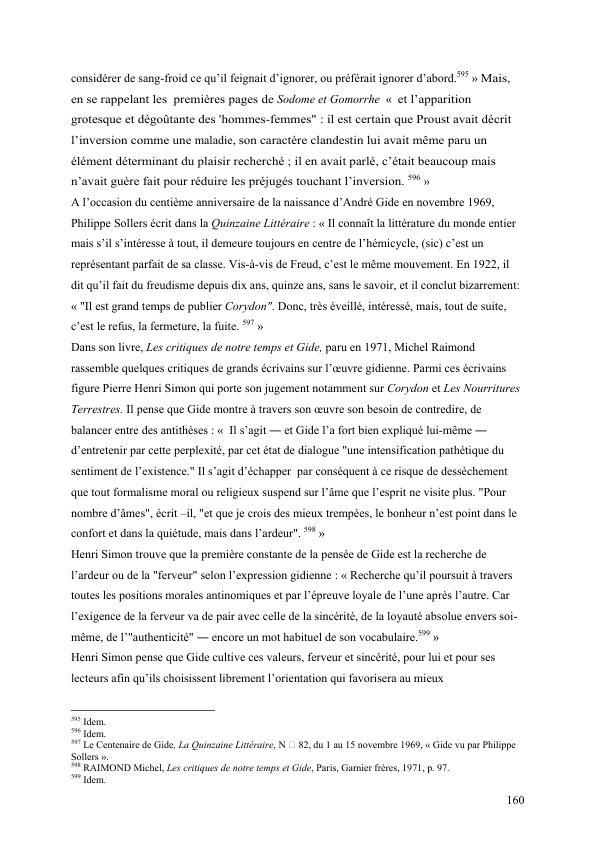 considérer de sang-froid ce qu’il feignait d’ignorer, ou préférait ignorer d’abord.595 » Mais,
en se rappelant les premières pages de Sodome et Gomorrhe « et l’apparition
grotesque et dégoûtante des 'hommes-femmes" : il est certain que Proust avait décrit
l’inversion comme une maladie, son caractère clandestin lui avait même paru un
élément déterminant du plaisir recherché ; il en avait parlé, c’était beaucoup mais
n’avait guère fait pour réduire les préjugés touchant l’inversion. 596 »
A l’occasion du centième anniversaire de la naissance d’André Gide en novembre 1969,
Philippe Sollers écrit dans la Quinzaine Littéraire : « Il connaît la littérature du monde entier
mais s’il s’intéresse à tout, il demeure toujours en centre de l’hémicycle, (sic) c’est un
représentant parfait de sa classe. Vis-à-vis de Freud, c’est le même mouvement. En 1922, il
dit qu’il fait du freudisme depuis dix ans, quinze ans, sans le savoir, et il conclut bizarrement:
« "Il est grand temps de publier Corydon". Donc, très éveillé, intéressé, mais, tout de suite,
c’est le refus, la fermeture, la fuite. 597 »
Dans son livre, Les critiques de notre temps et Gide, paru en 1971, Michel Raimond
rassemble quelques critiques de grands écrivains sur l’œuvre gidienne. Parmi ces écrivains
figure Pierre Henri Simon qui porte son jugement notamment sur Corydon et Les Nourritures
Terrestres. Il pense que Gide montre à travers son œuvre son besoin de contredire, de
balancer entre des antithèses : « Il s’agit — et Gide l’a fort bien expliqué lui-même —
d’entretenir par cette perplexité, par cet état de dialogue "une intensification pathétique du
sentiment de l’existence." Il s’agit d’échapper par conséquent à ce risque de dessèchement
que tout formalisme moral ou religieux suspend sur l’âme que l’esprit ne visite plus. "Pour
nombre d’âmes", écrit –il, "et que je crois des mieux trempées, le bonheur n’est point dans le
confort et dans la quiétude, mais dans l’ardeur". 598 »
Henri Simon trouve que la première constante de la pensée de Gide est la recherche de
l’ardeur ou de la "ferveur" selon l’expression gidienne : « Recherche qu’il poursuit à travers
toutes les positions morales antinomiques et par l’épreuve loyale de l’une après l’autre. Car
l’exigence de la ferveur va de pair avec celle de la sincérité, de la loyauté absolue envers soi-
même, de l’"authenticité" — encore un mot habituel de son vocabulaire.599 »
Henri Simon pense que Gide cultive ces valeurs, ferveur et sincérité, pour lui et pour ses
lecteurs afin qu’ils choisissent librement l’orientation qui favorisera au mieux
595 Idem.
596 Idem.
597 Le Centenaire de Gide, La Quinzaine Littéraire, N □ 82, du 1 au 15 novembre 1969, « Gide vu par Philippe
Sollers ».
598 RAIMOND Michel, Les critiques de notre temps et Gide, Paris, Garnier frères, 1971, p. 97.
599 Idem.
160